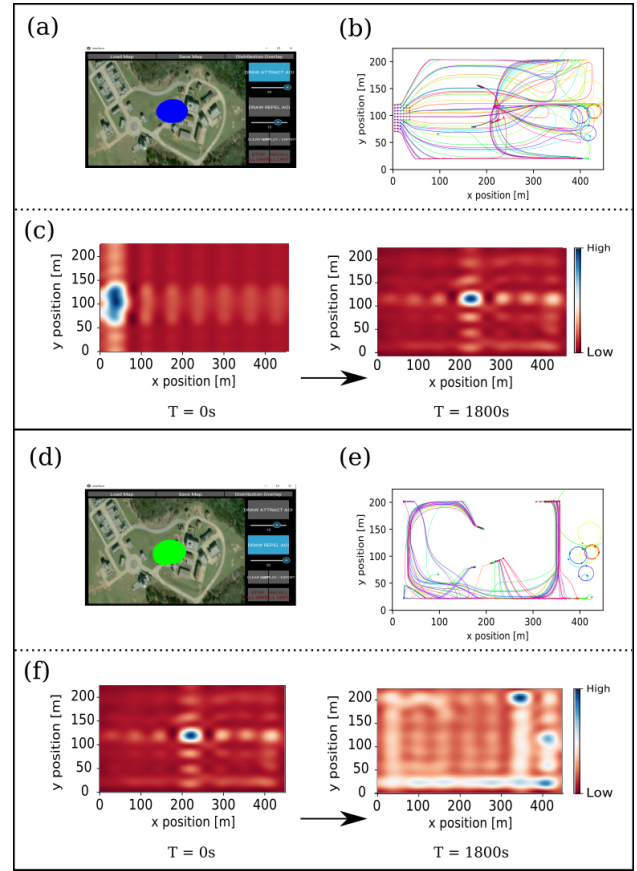 (a)
Load Map Save Map Distribution Overlay
DRAW ATTRACT AOI
DRAW REPEL AOI
(b)
y position [m]
200
150
100
50
0
0 100 200 300 400
x position [m]
(c)
y position [m]
200
150
100
50
0
0 100 200 300 400
x position [m]
T = 0s
y position [m]
200
150
100
50
0
0 100 200 300 400
x position [m]
T = 1800s
High
Low
(d)
Load Map Save Map Distribution Overlay
DRAW ATTRACT AOI
DRAW REPEL AOI
(e)
y position [m]
200
150
100
50
0
0 100 200 300 400
x position [m]
(f)
y position [m]
200
150
100
50
0
0 100 200 300 400
x position [m]
T = 0s
y position [m]
200
150
100
50
0
0 100 200 300 400
x position [m]
T = 1800s
High
Low